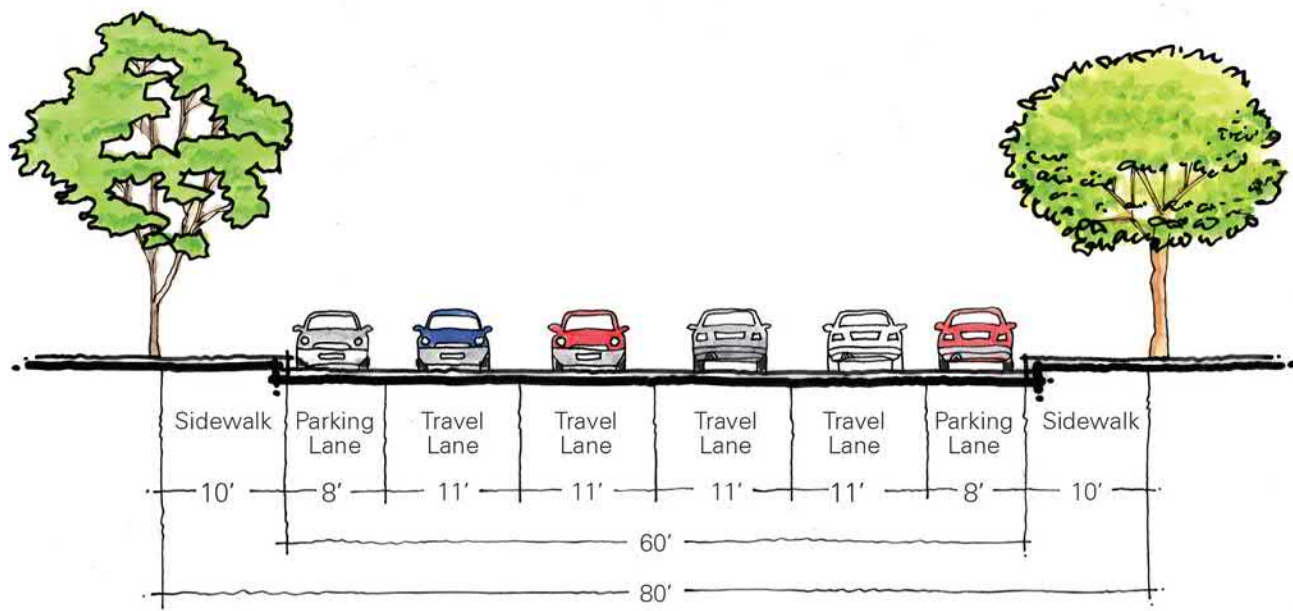 Sidewalk
Parking
Lane
Travel
Lane
Travel
Lane
Travel
Lane
Travel
Lane
Parking
Lane
Sidewalk
10'
8'
11'
11'
11'
11'
8'
10'
60'
80'